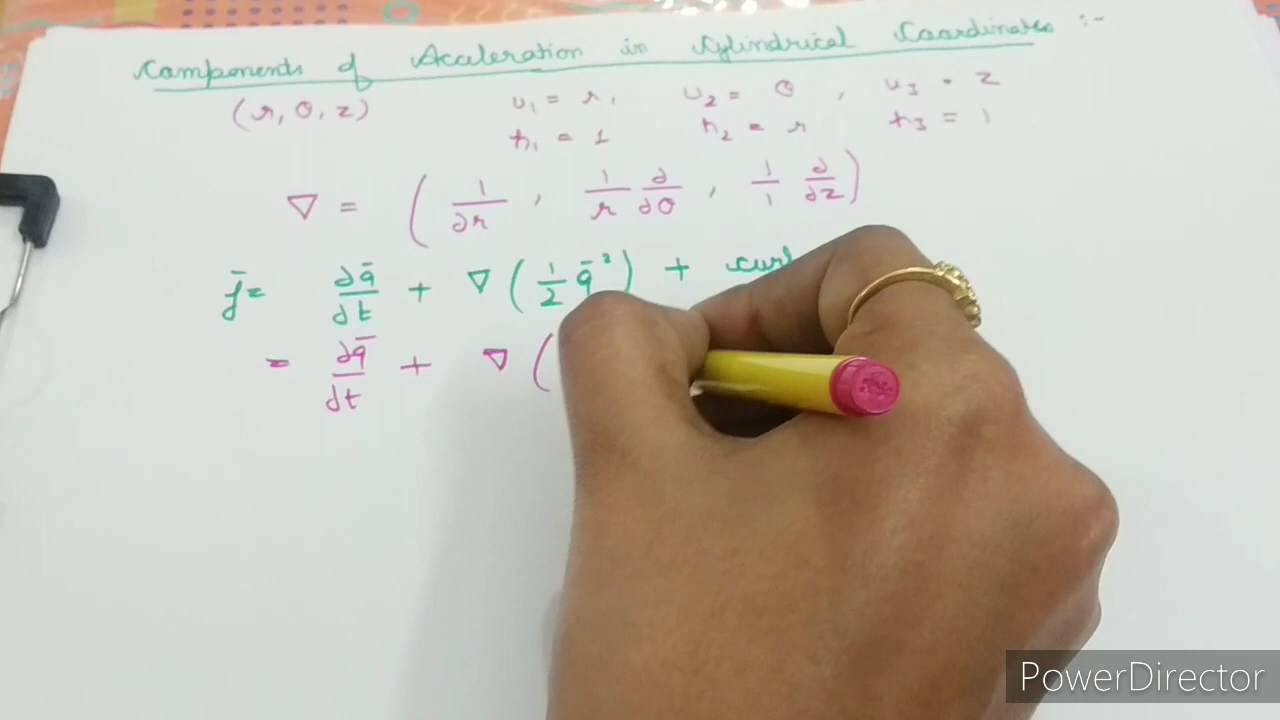 Components of Acceleration in Cylindrical Coordinates :-
(r, θ, z) u₁ = r, u₂ = θ, u₃ = z
h₁ = 1 h₂ = r h₃ = 1
∇ = ( 1/∂r , 1/r ∂/∂θ , 1/1 ∂/∂z )
j̄ = ∂q̄/∂t + ∇ ( 1/2 q̄² ) + curl
= ∂q̄/∂t + ∇ (
PowerDirector